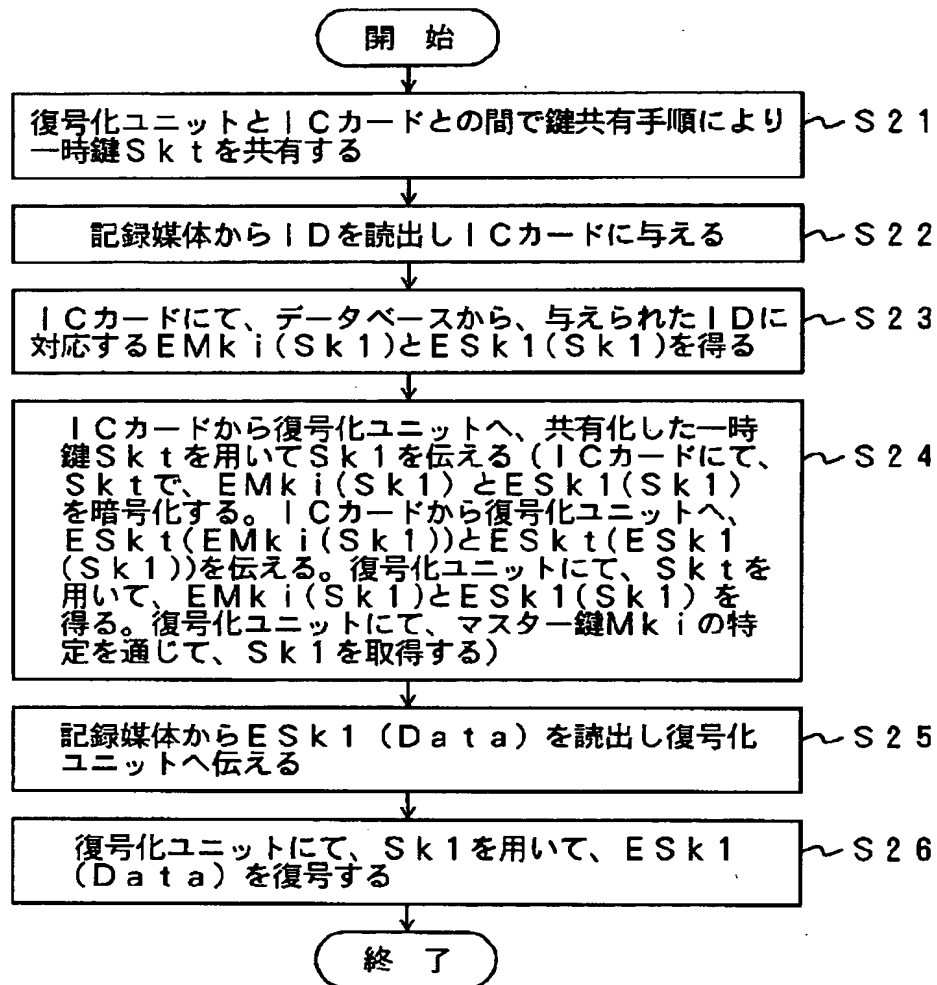 開 始
復号化ユニットとICカードとの間で鍵共有手順により ～S21
一時鍵Sktを共有する
記録媒体からIDを読出しICカードに与える ～S22
ICカードにて、データベースから、与えられたIDに ～S23
対応するEMki(Sk1)とESk1(Sk1)を得る
ICカードから復号化ユニットへ、共有化した一時
鍵Sktを用いてSk1を伝える(ICカードにて、 ～S24
Sktで、EMki(Sk1)とESk1(Sk1)
を暗号化する。ICカードから復号化ユニットへ、
ESkt(EMki(Sk1))とESkt(ESk1
(Sk1))を伝える。復号化ユニットにて、Sktを
用いて、EMki(Sk1)とESk1(Sk1)を
得る。復号化ユニットにて、マスター鍵Mkiの特
定を通じて、Sk1を取得する)
記録媒体からESk1(Data)を読出し復号化 ～S25
ユニットへ伝える
復号化ユニットにて、Sk1を用いて、ESk1 ～S26
(Data)を復号する
終 了